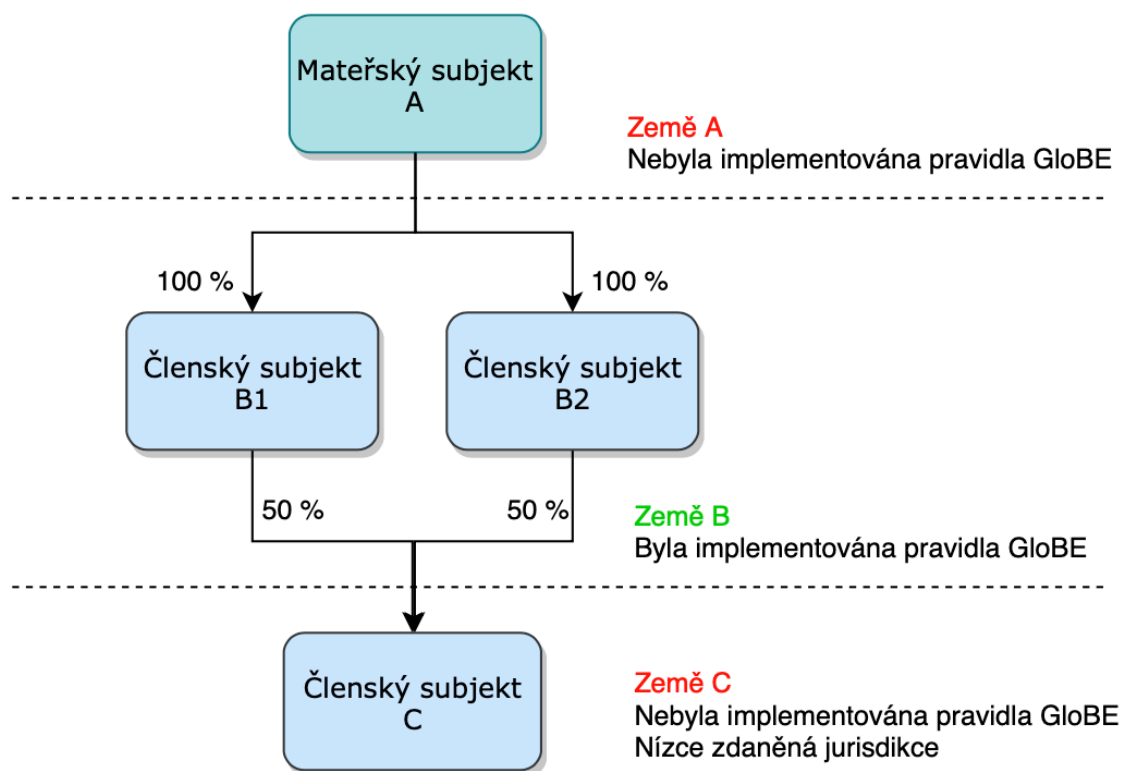 Mateřský subjekt
A
Země A
Nebyla implementována pravidla GloBE
100 %
100 %
Členský subjekt
B1
Členský subjekt
B2
50 %
50 %
Země B
Byla implementována pravidla GloBE
Členský subjekt
C
Země C
Nebyla implementována pravidla GloBE
Nízce zdaněná jurisdikce